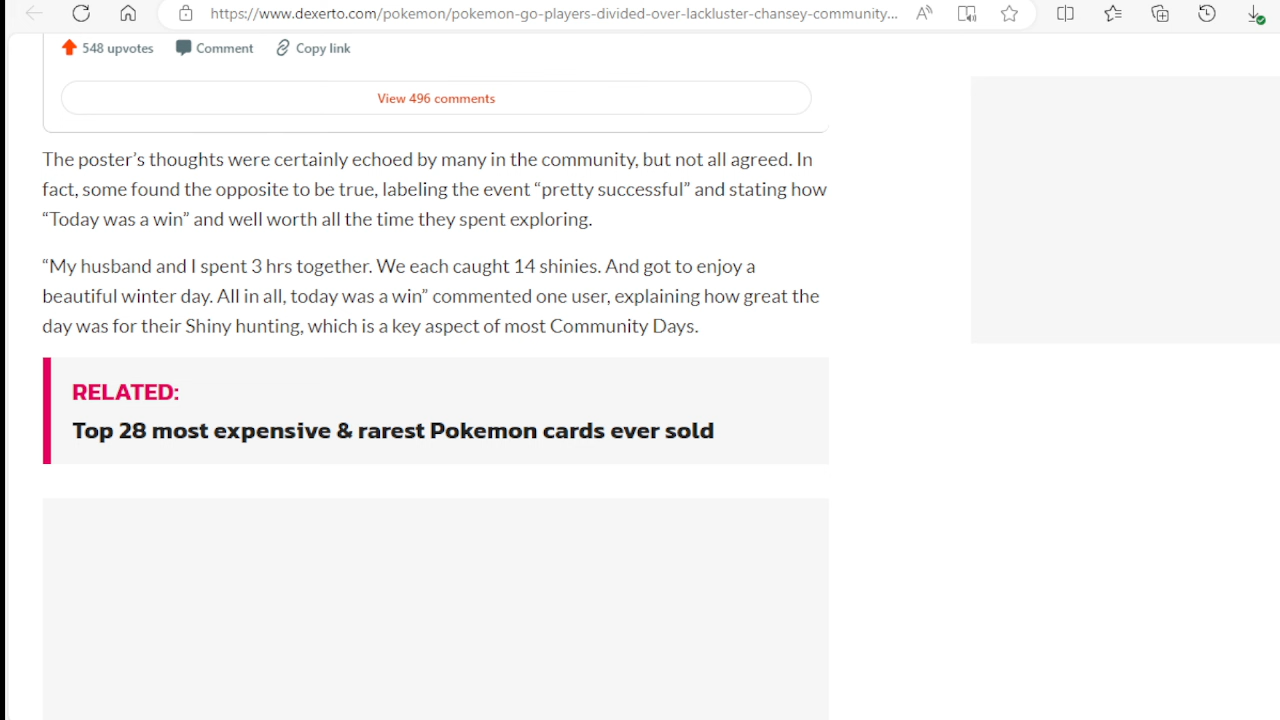 https://www.dexerto.com/pokemon/pokemon-go-players-divided-over-lackluster-chansey-community...
548 upvotes Comment Copy link
View 496 comments
The poster’s thoughts were certainly echoed by many in the community, but not all agreed. In
fact, some found the opposite to be true, labeling the event “pretty successful” and stating how
“Today was a win” and well worth all the time they spent exploring.
“My husband and I spent 3 hrs together. We each caught 14 shinies. And got to enjoy a
beautiful winter day. All in all, today was a win” commented one user, explaining how great the
day was for their Shiny hunting, which is a key aspect of most Community Days.
RELATED:
Top 28 most expensive & rarest Pokemon cards ever sold